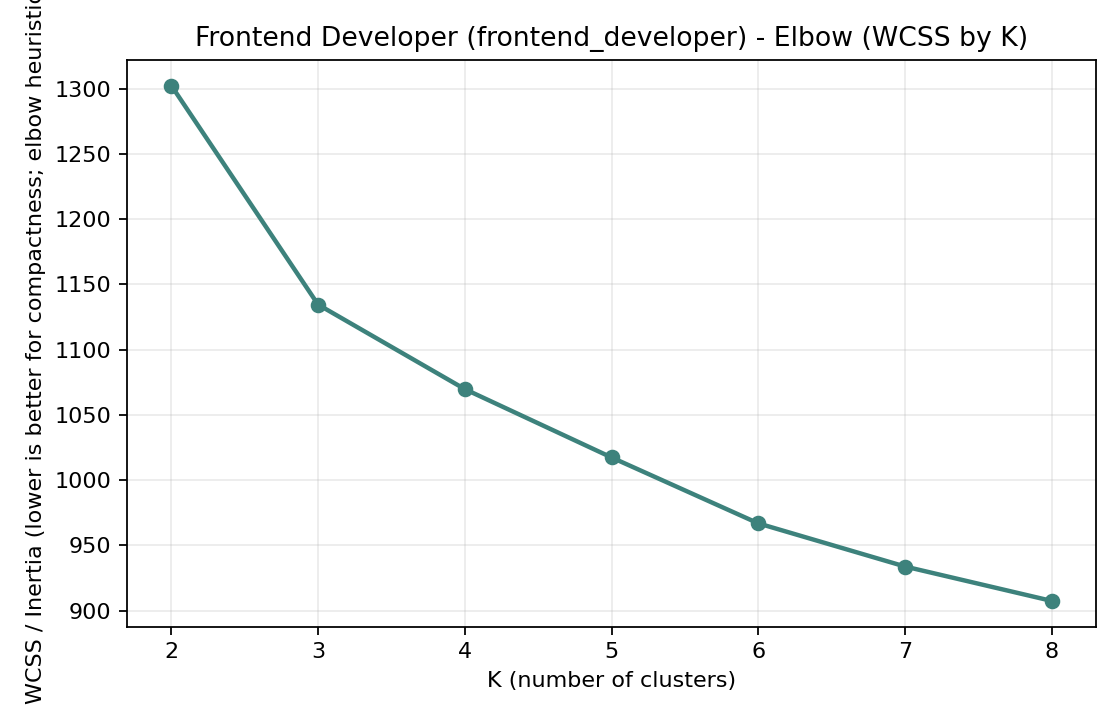 Frontend Developer (frontend_developer) - Elbow (WCSS by K)
WCSS / Inertia (lower is better for compactness; elbow heuristic
1300
1250
1200
1150
1100
1050
1000
950
900
2 3 4 5 6 7 8
K (number of clusters)